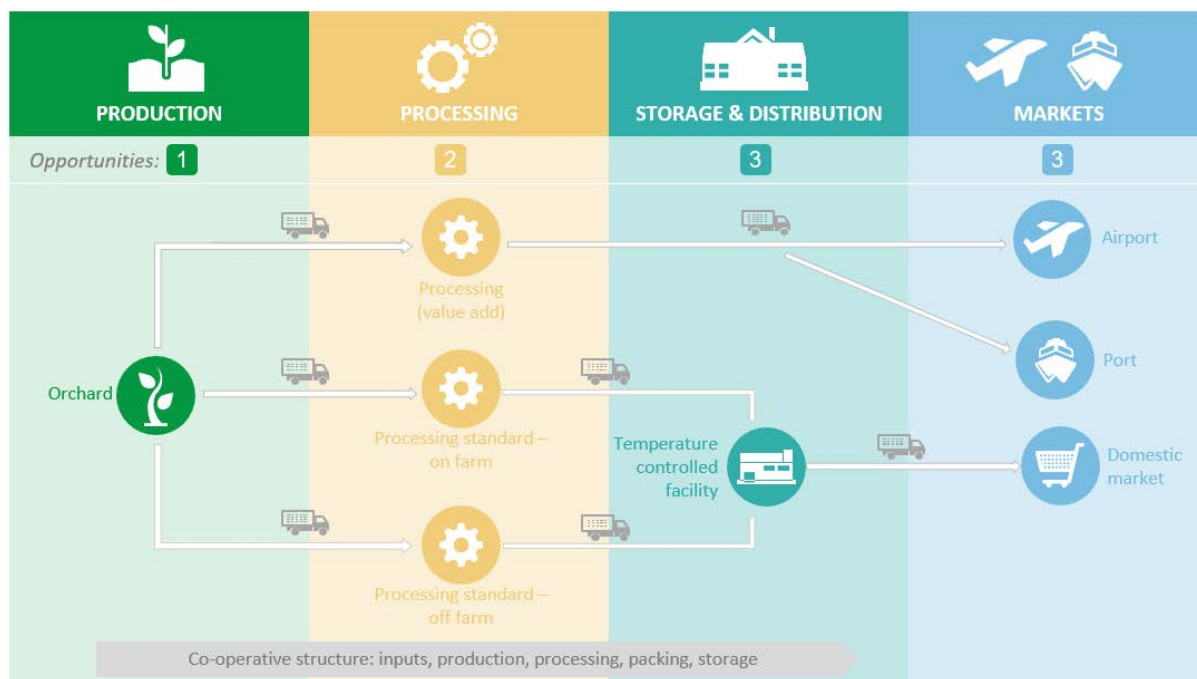 PRODUCTION
PROCESSING
STORAGE & DISTRIBUTION
MARKETS
Opportunities: 1
2
3
3
Processing
(value add)
Airport
Port
Orchard
Processing standard –
on farm
Temperature
controlled
facility
Domestic
market
Processing standard –
off farm
Co-operative structure: inputs, production, processing, packing, storage